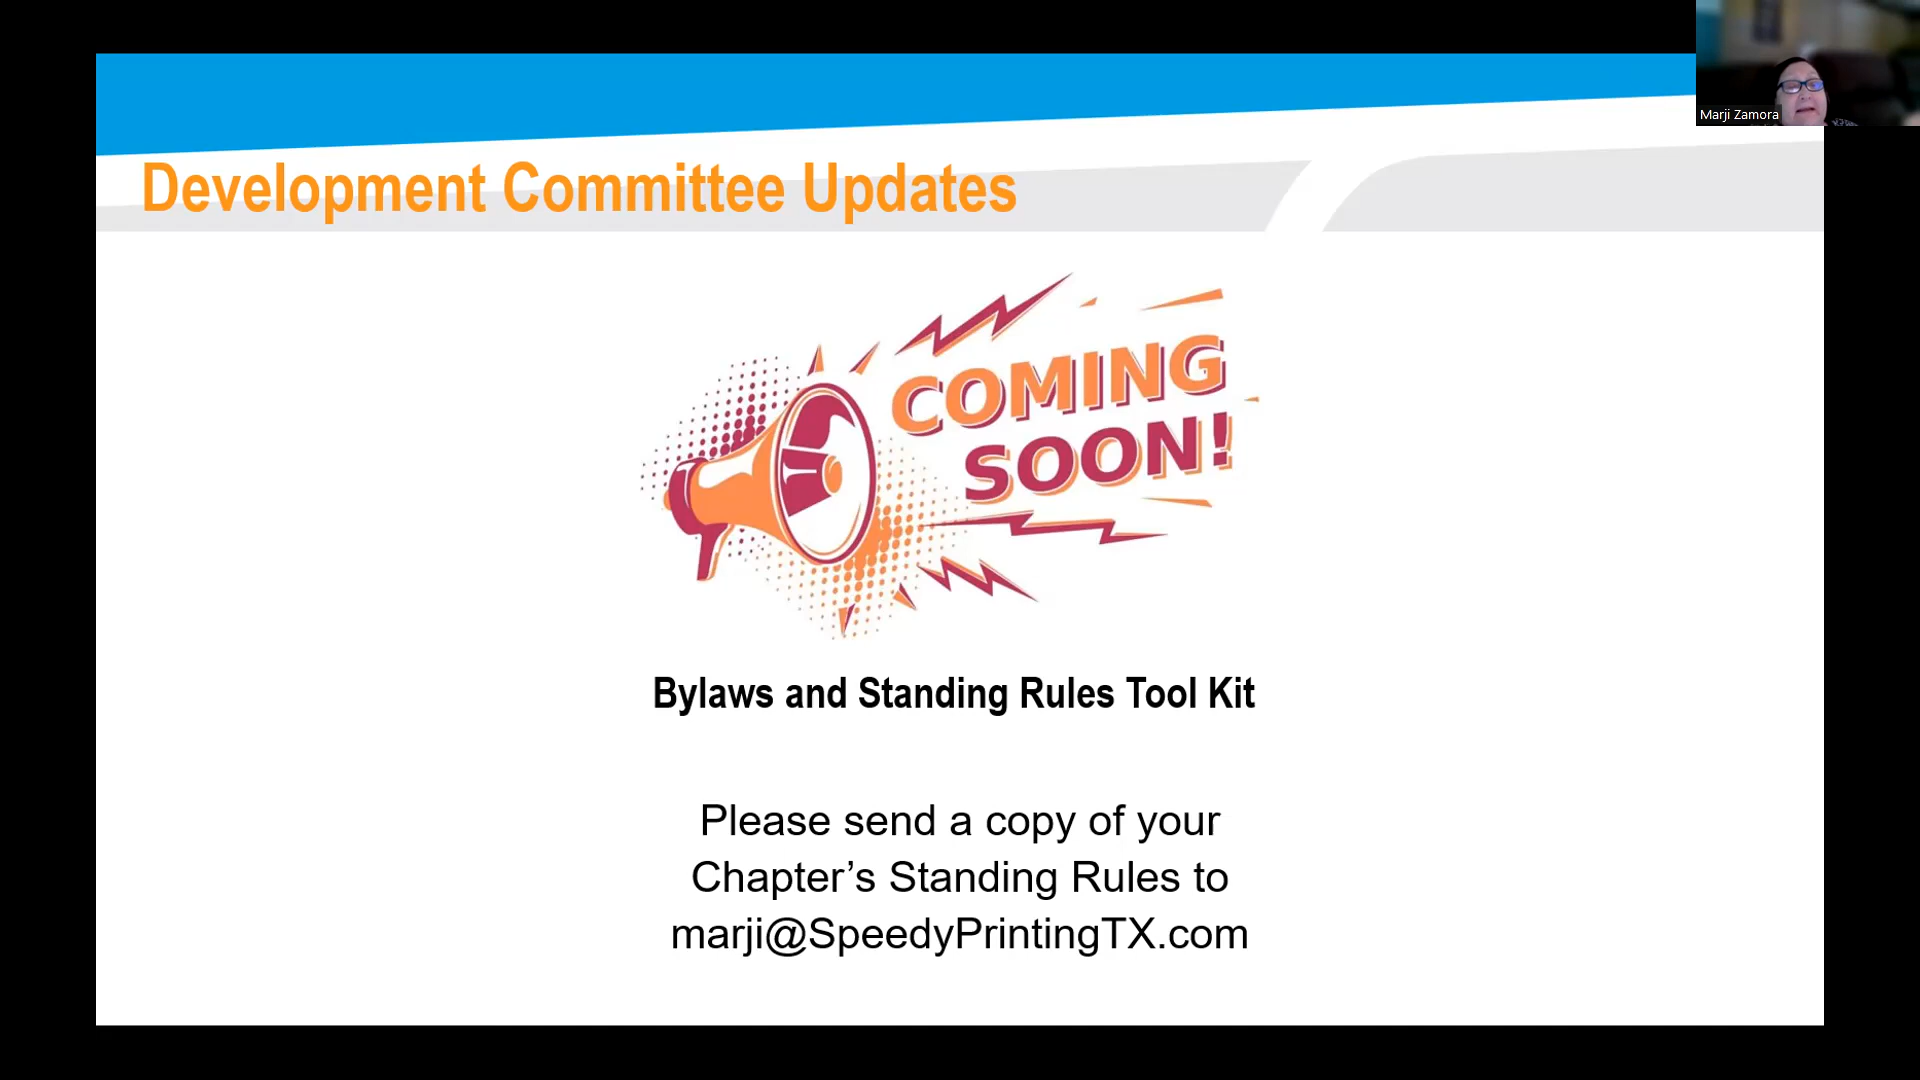 Marji Zamora
Development Committee Updates
COMING
SOON!
Bylaws and Standing Rules Tool Kit
Please send a copy of your
Chapter’s Standing Rules to
marji@SpeedyPrintingTX.com